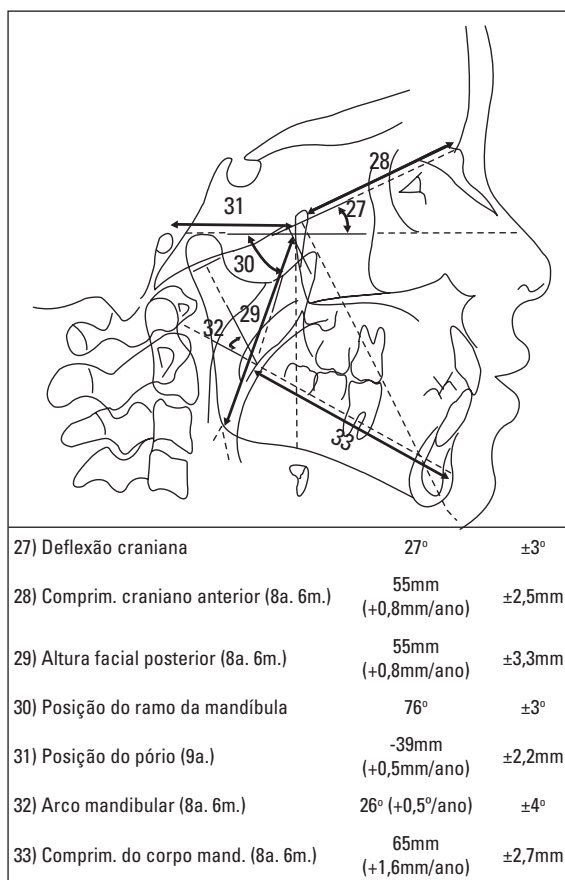 28
31
27
30
29
32
33
27) Deflexão craniana 27º ±3º
28) Comprim. craniano anterior (8a. 6m.) 55mm (+0,8mm/ano) ±2,5mm
29) Altura facial posterior (8a. 6m.) 55mm (+0,8mm/ano) ±3,3mm
30) Posição do ramo da mandíbula 76º ±3º
31) Posição do pório (9a.) -39mm (+0,5mm/ano) ±2,2mm
32) Arco mandibular (8a. 6m.) 26º (+0,5º/ano) ±4º
33) Comprim. do corpo mand. (8a. 6m.) 65mm (+1,6mm/ano) ±2,7mm